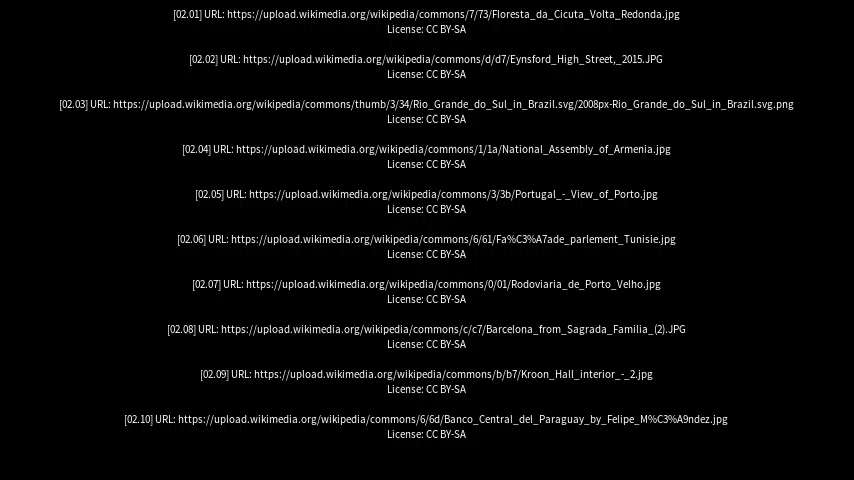 [02.01] URL: https://upload.wikimedia.org/wikipedia/commons/7/73/Floresta_da_Cicuta_Volta_Redonda.jpg
License: CC BY-SA
[02.02] URL: https://upload.wikimedia.org/wikipedia/commons/d/d7/Eynsford_High_Street,_2015.JPG
License: CC BY-SA
[02.03] URL: https://upload.wikimedia.org/wikipedia/commons/thumb/3/34/Rio_Grande_do_Sul_in_Brazil.svg/2008px-Rio_Grande_do_Sul_in_Brazil.svg.png
License: CC BY-SA
[02.04] URL: https://upload.wikimedia.org/wikipedia/commons/1/1a/National_Assembly_of_Armenia.jpg
License: CC BY-SA
[02.05] URL: https://upload.wikimedia.org/wikipedia/commons/3/3b/Portugal_-_View_of_Porto.jpg
License: CC BY-SA
[02.06] URL: https://upload.wikimedia.org/wikipedia/commons/6/61/Fa%C3%A7ade_parlement_Tunisie.jpg
License: CC BY-SA
[02.07] URL: https://upload.wikimedia.org/wikipedia/commons/0/01/Rodoviaria_de_Porto_Velho.jpg
License: CC BY-SA
[02.08] URL: https://upload.wikimedia.org/wikipedia/commons/c/c7/Barcelona_from_Sagrada_Familia_(2).JPG
License: CC BY-SA
[02.09] URL: https://upload.wikimedia.org/wikipedia/commons/b/b7/Kroon_Hall_interior_-_2.jpg
License: CC BY-SA
[02.10] URL: https://upload.wikimedia.org/wikipedia/commons/6/6d/Banco_Central_del_Paraguay_by_Felipe_M%C3%A9ndez.jpg
License: CC BY-SA